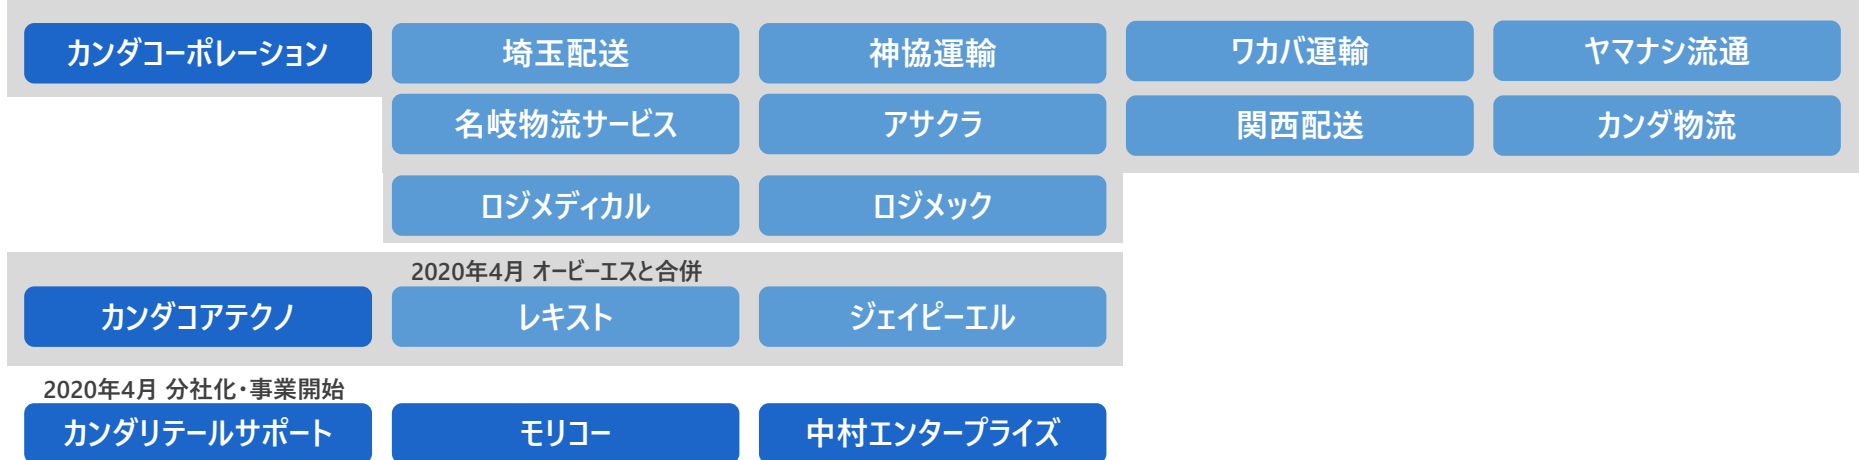 カンダコーポレーション
埼玉配送
神協運輸
ワカバ運輸
ヤマナシ流通
名岐物流サービス
アサクラ
関西配送
カンダ物流
ロジメディカル
ロジメック
2020年4月 オービーエスと合併
カンダコアテクノ
レキスト
ジェイピーエル
2020年4月 分社化・事業開始
カンダリテールサポート
モリコー
中村エンタープライズ